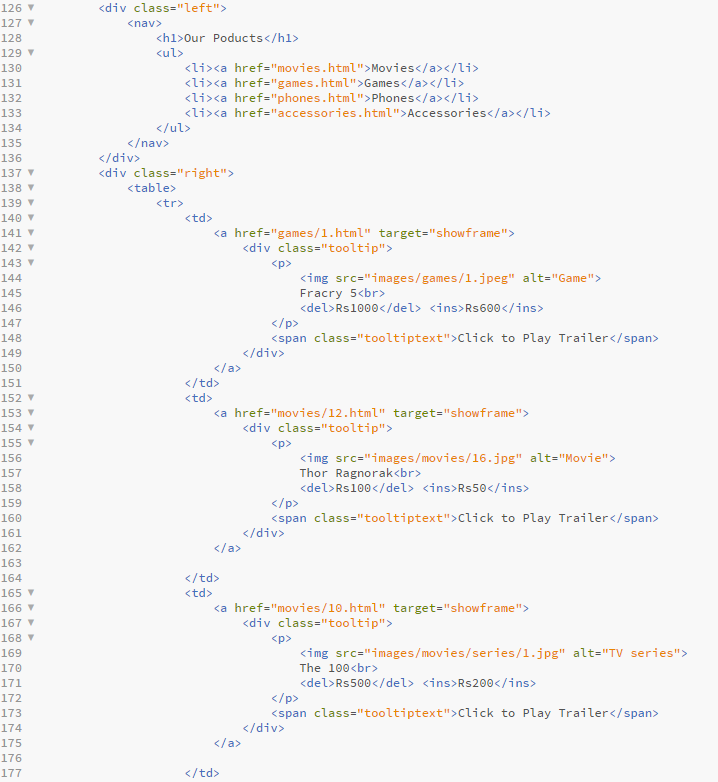 126 ▼ <div class="left">
127 ▼ <nav>
128 <h1>Our Poducts</h1>
129 ▼ <ul>
130 <li><a href="movies.html">Movies</a></li>
131 <li><a href="games.html">Games</a></li>
132 <li><a href="phones.html">Phones</a></li>
133 <li><a href="accessories.html">Accessories</a></li>
134 </ul>
135 </nav>
136 </div>
137 ▼ <div class="right">
138 ▼ <table>
139 ▼ <tr>
140 ▼ <td>
141 ▼ <a href="games/1.html" target="showframe">
142 ▼ <div class="tooltip">
143 ▼ <p>
144 <img src="images/games/1.jpeg" alt="Game">
145 Fracry 5<br>
146 <del>Rs1000</del> <ins>Rs600</ins>
147 </p>
148 <span class="tooltiptext">Click to Play Trailer</span>
149 </div>
150 </a>
151 </td>
152 ▼ <td>
153 ▼ <a href="movies/12.html" target="showframe">
154 ▼ <div class="tooltip">
155 ▼ <p>
156 <img src="images/movies/16.jpg" alt="Movie">
157 Thor Ragnorak<br>
158 <del>Rs100</del> <ins>Rs50</ins>
159 </p>
160 <span class="tooltiptext">Click to Play Trailer</span>
161 </div>
162 </a>
163
164 </td>
165 ▼ <td>
166 ▼ <a href="movies/10.html" target="showframe">
167 ▼ <div class="tooltip">
168 ▼ <p>
169 <img src="images/movies/series/1.jpg" alt="TV series">
170 The 100<br>
171 <del>Rs500</del> <ins>Rs200</ins>
172 </p>
173 <span class="tooltiptext">Click to Play Trailer</span>
174 </div>
175 </a>
176
177 </td>